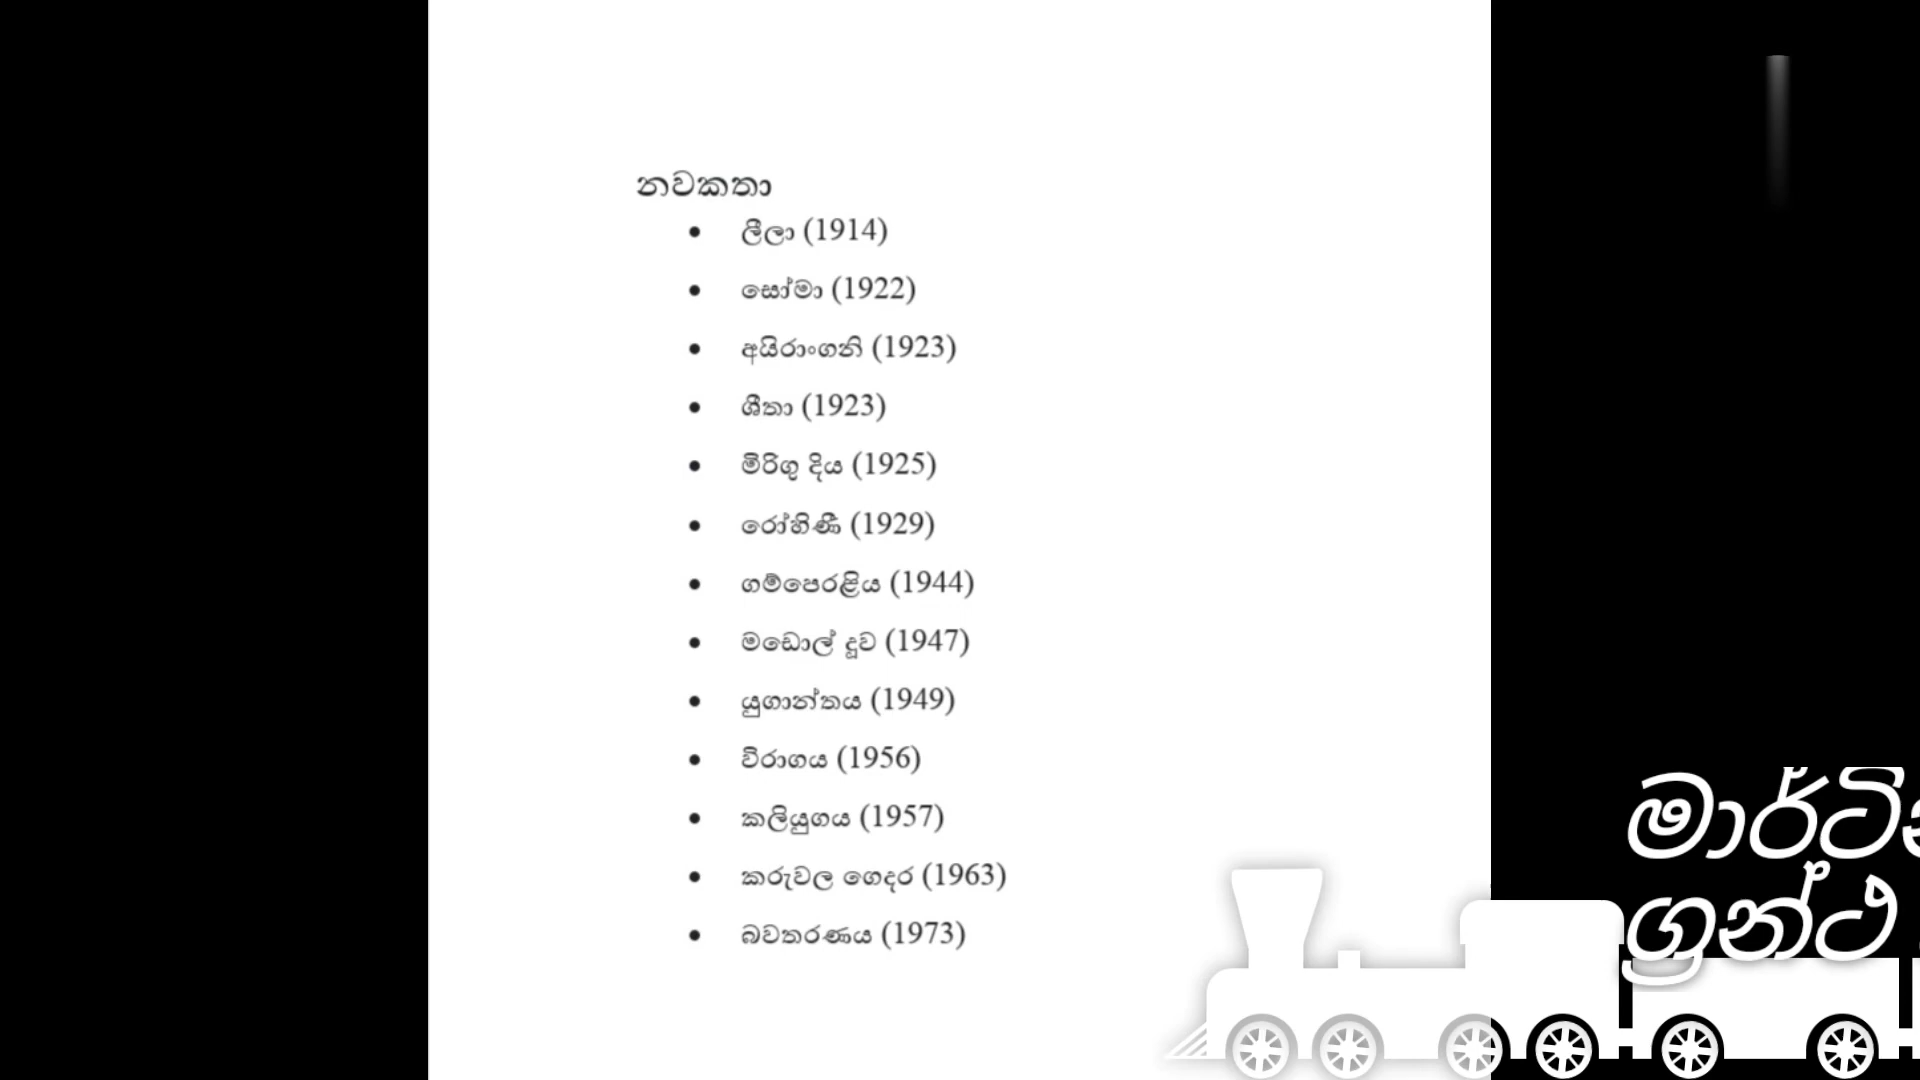 නවකතා
• ලීලා (1914)
• සෝමා (1922)
• අයිරාංගනි (1923)
• ශීතා (1923)
• මිරිගු දිය (1925)
• රෝහිණී (1929)
• ගම්පෙරළිය (1944)
• මඩොල් දූව (1947)
• යුගාන්තය (1949)
• විරාගය (1956)
• කලියුගය (1957)
• කරුවල ගෙදර (1963)
• බවතරණය (1973)
ග්‍රන්ථ